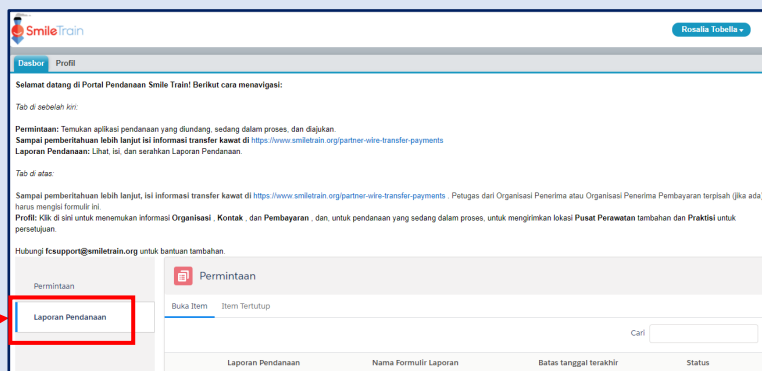 SmileTrain
Rosalia Tobella
Dasbor Profil
Selamat datang di Portal Pendanaan Smile Train! Berikut cara menavigasi:
Tab di sebelah kiri:
Permintaan: Temukan aplikasi pendanaan yang diundang, sedang dalam proses, dan diajukan.
Sampai pemberitahuan lebih lanjut isi informasi transfer kawat di https://www.smiletrain.org/partner-wire-transfer-payments
Laporan Pendanaan: Lihat, isi, dan serahkan Laporan Pendanaan.
Tab di atas:
Sampai pemberitahuan lebih lanjut, isi informasi transfer kawat di https://www.smiletrain.org/partner-wire-transfer-payments . Petugas dari Organisasi Penerima atau Organisasi Penerima Pembayaran terpisah (jika ada)
harus mengisi formulir ini.
Profil: Klik di sini untuk menemukan informasi Organisasi , Kontak , dan Pembayaran , dan, untuk pendanaan yang sedang dalam proses, untuk mengirimkan lokasi Pusat Perawatan tambahan dan Praktisi untuk
persetujuan.
Hubungi fcsupport@smiletrain.org untuk bantuan tambahan.
Permintaan
Laporan Pendanaan
Permintaan
Buka Item Item Tertutup
Cari
Laporan Pendanaan Nama Formulir Laporan Batas tanggal terakhir Status